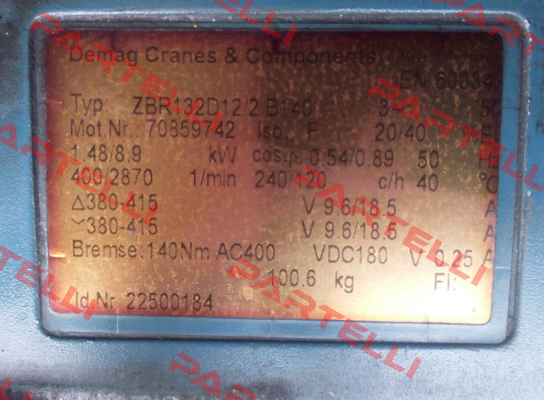 Demag Cranes & Components
EN 60034
Typ: ZBR132D12/2 B140 3
Mot.Nr.: 70859742 Iso. F 20/40
1.48/8.9 kW cosφ: 0.54/0.89 50
400/2870 1/min 240/120 c/h 40 °C
Δ380-415 V 9.6/18.5 A
380-415 V 9.6/18.5 A
Bremse:140Nm AC400 VDC180 V 0.25 A
100.6 kg FI:
Id.Nr 22500184
PARTELLI